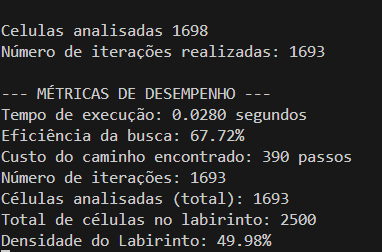 Celulas analisadas 1698
Número de iterações realizadas: 1693
--- MÉTRICAS DE DESEMPENHO ---
Tempo de execução: 0.0280 segundos
Eficiência da busca: 67.72%
Custo do caminho encontrado: 390 passos
Número de iterações: 1693
Células analisadas (total): 1693
Total de células no labirinto: 2500
Densidade do Labirinto: 49.98%